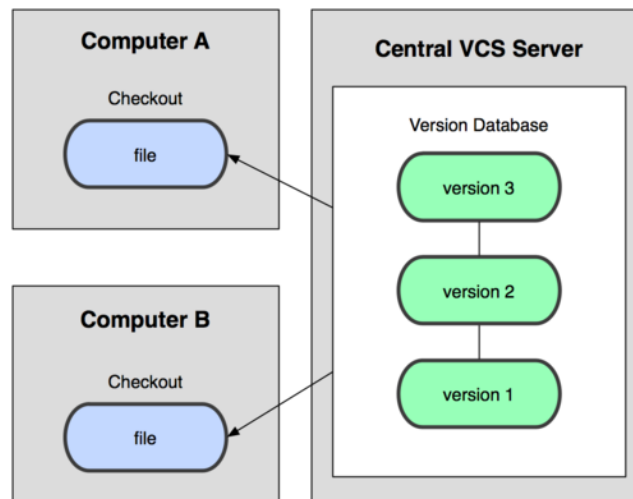 Computer A
Checkout
file
Computer B
Checkout
file
Central VCS Server
Version Database
version 3
version 2
version 1